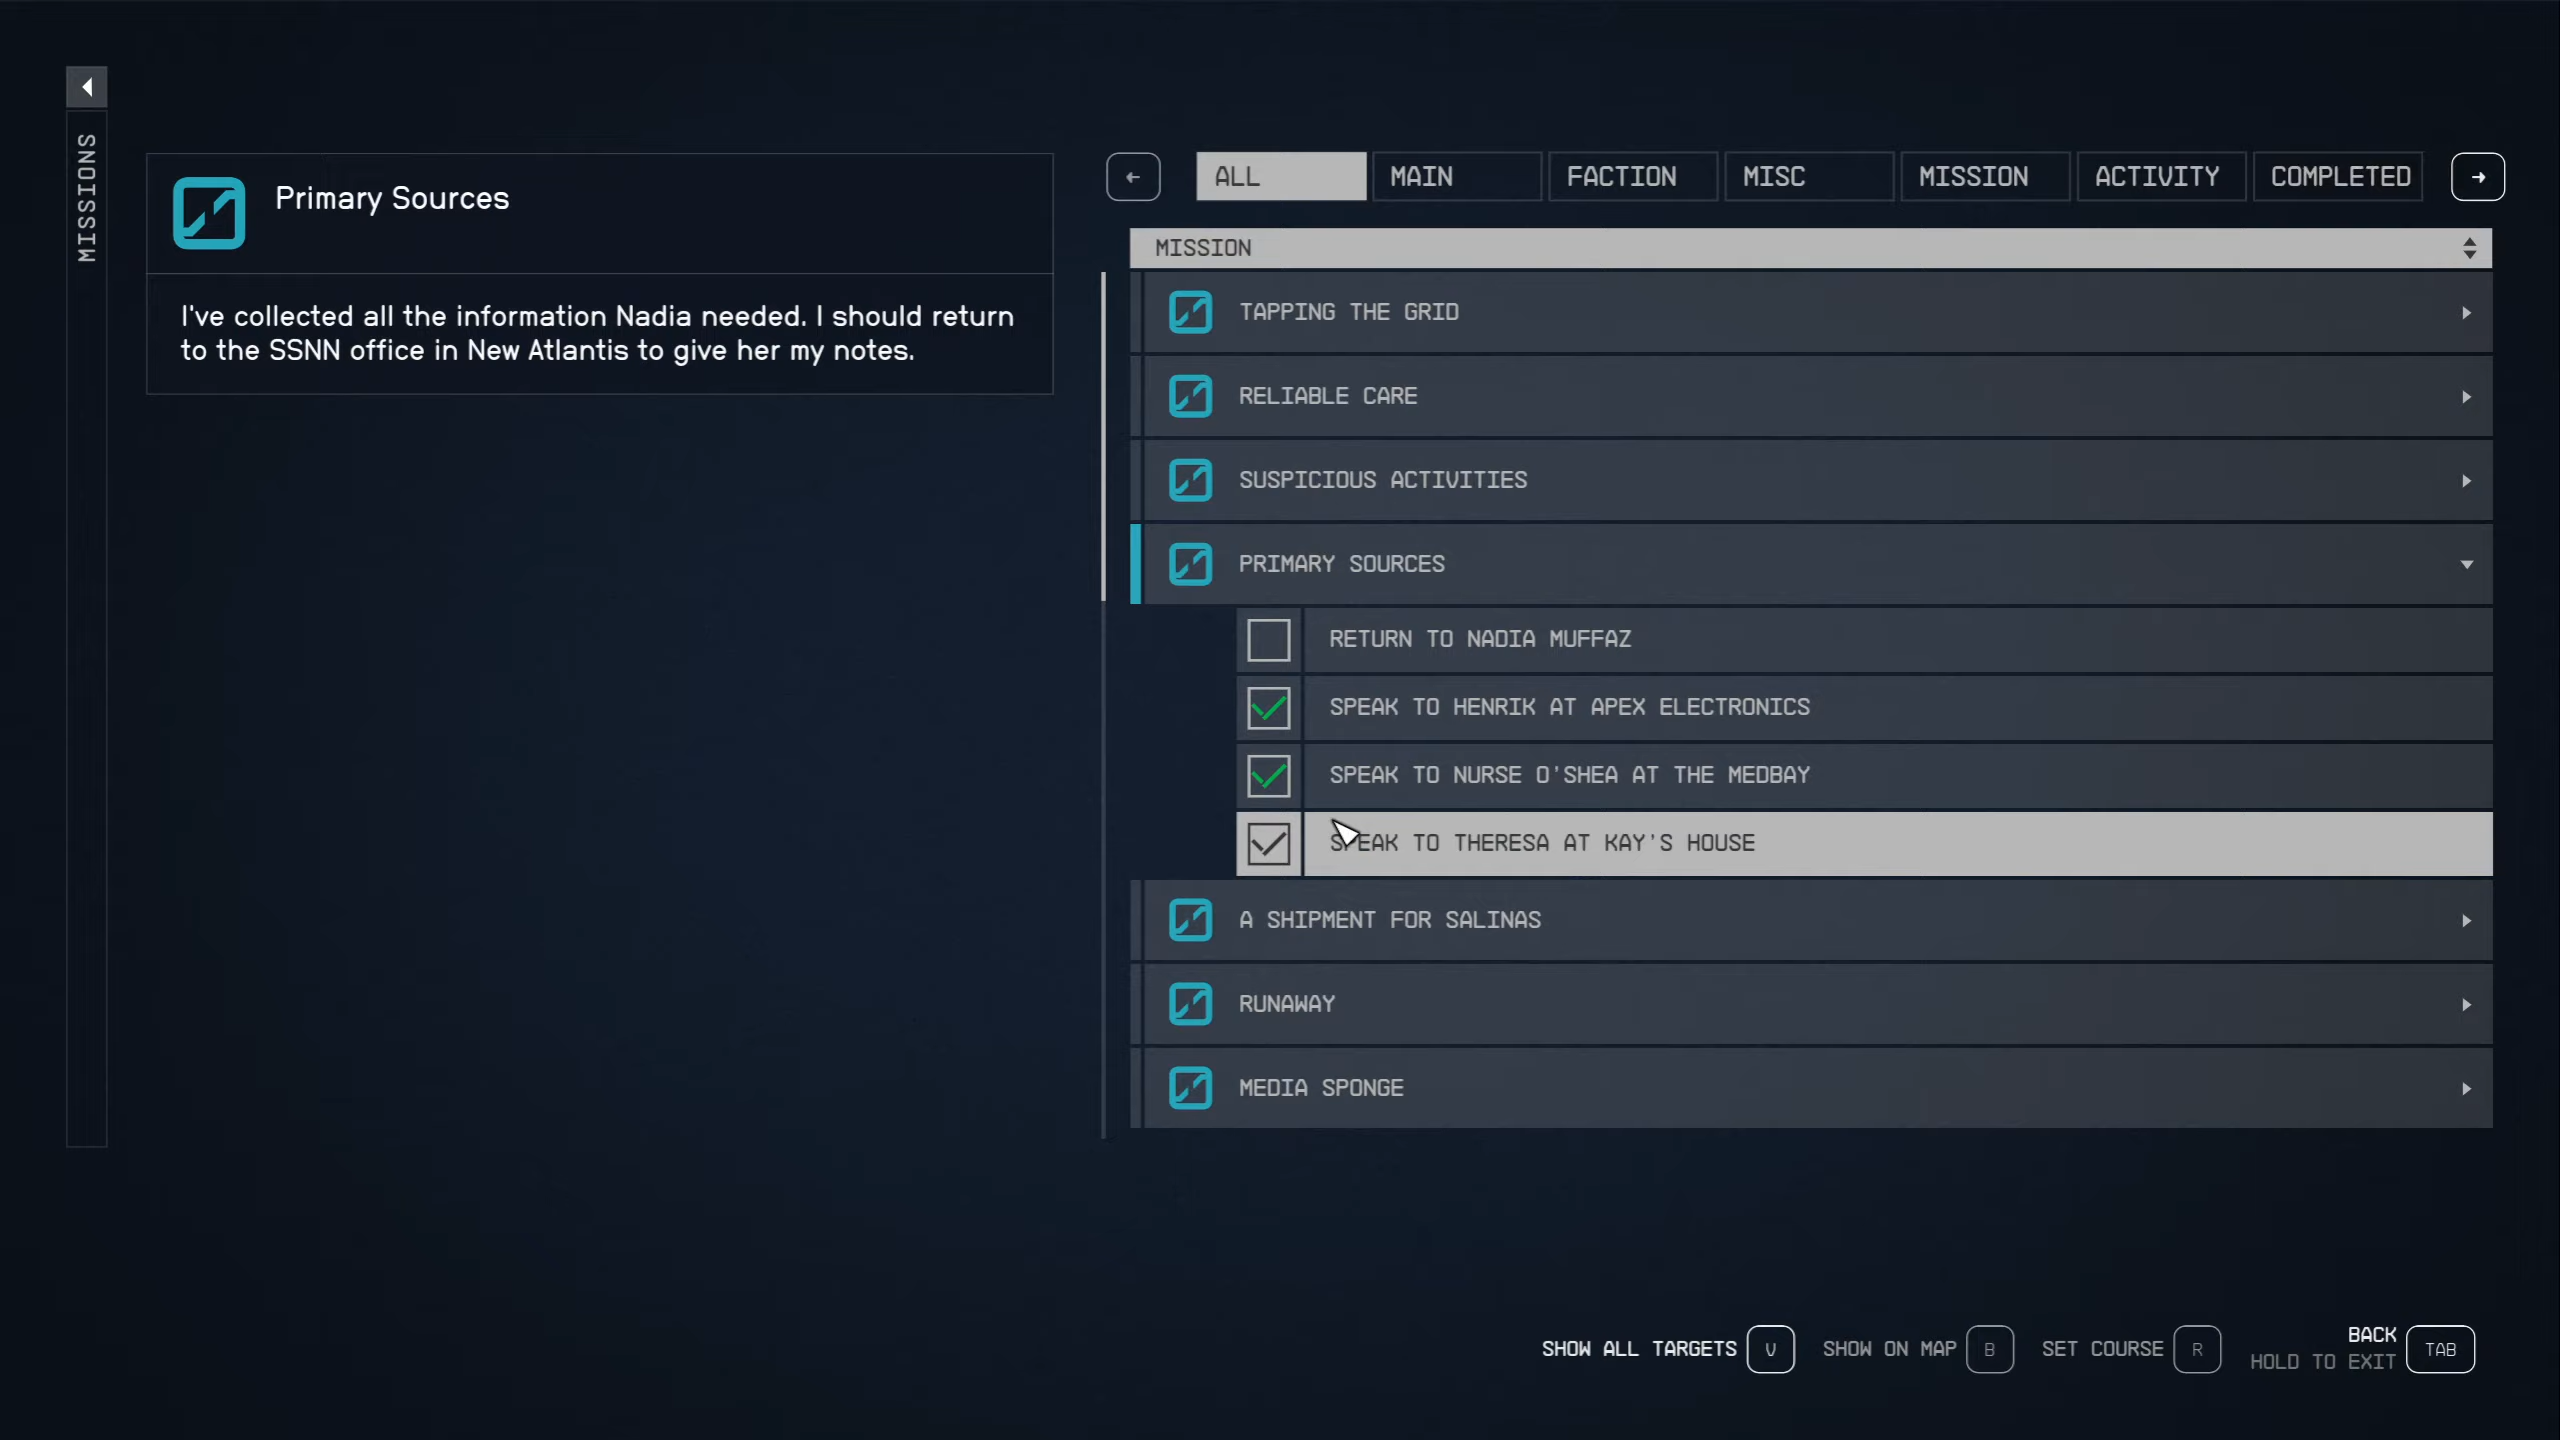 MISSIONS
Primary Sources
I've collected all the information Nadia needed. I should return
to the SSNN office in New Atlantis to give her my notes.
ALL
MAIN
FACTION
MISC
MISSION
ACTIVITY
COMPLETED
MISSION
TAPPING THE GRID
RELIABLE CARE
SUSPICIOUS ACTIVITIES
PRIMARY SOURCES
RETURN TO NADIA MUFFAZ
SPEAK TO HENRIK AT APEX ELECTRONICS
SPEAK TO NURSE O'SHEA AT THE MEDBAY
SPEAK TO THERESA AT KAY'S HOUSE
A SHIPMENT FOR SALINAS
RUNAWAY
MEDIA SPONGE
SHOW ALL TARGETS V
SHOW ON MAP B
SET COURSE R
BACK
HOLD TO EXIT
TAB